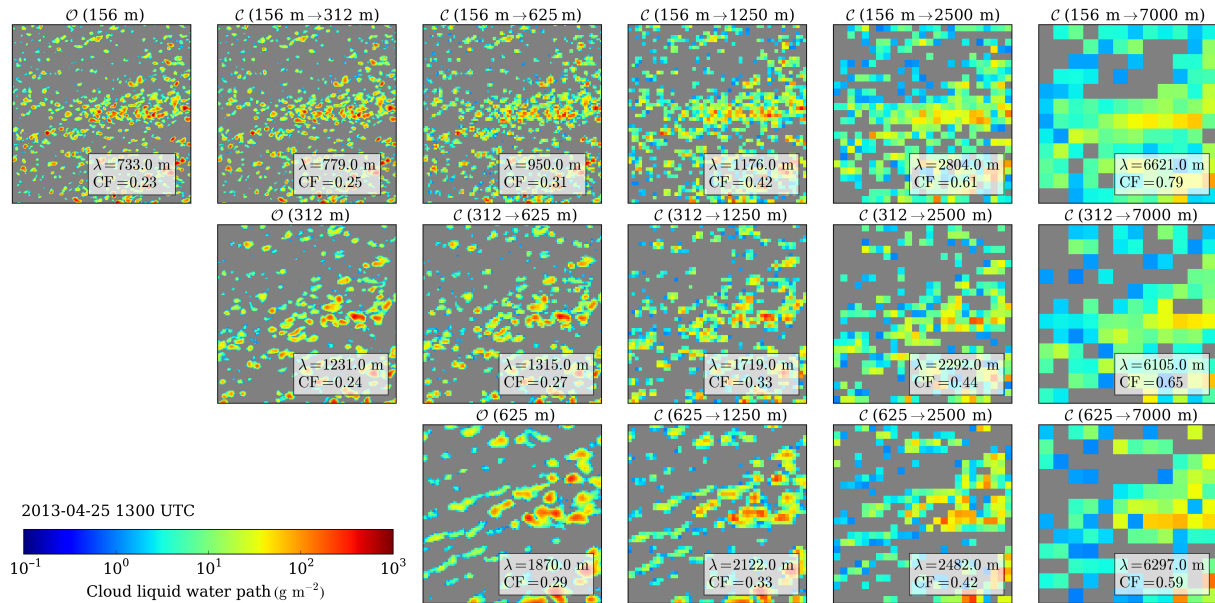 𝒪 (156 m)
𝒞 (156 m→312 m)
𝒞 (156 m→625 m)
𝒞 (156 m→1250 m)
𝒞 (156 m→2500 m)
𝒞 (156 m→7000 m)
λ=733.0 m
CF=0.23
λ=779.0 m
CF=0.25
λ=950.0 m
CF=0.31
λ=1176.0 m
CF=0.42
λ=2804.0 m
CF=0.61
λ=6621.0 m
CF=0.79
𝒪 (312 m)
𝒞 (312→625 m)
𝒞 (312→1250 m)
𝒞 (312→2500 m)
𝒞 (312→7000 m)
λ=1231.0 m
CF=0.24
λ=1315.0 m
CF=0.27
λ=1719.0 m
CF=0.33
λ=2292.0 m
CF=0.44
λ=6105.0 m
CF=0.65
𝒪 (625 m)
𝒞 (625→1250 m)
𝒞 (625→2500 m)
𝒞 (625→7000 m)
λ=1870.0 m
CF=0.29
λ=2122.0 m
CF=0.33
λ=2482.0 m
CF=0.42
λ=6297.0 m
CF=0.59
2013-04-25 1300 UTC
10⁻¹ 10⁰ 10¹ 10² 10³
Cloud liquid water path (g m⁻²)